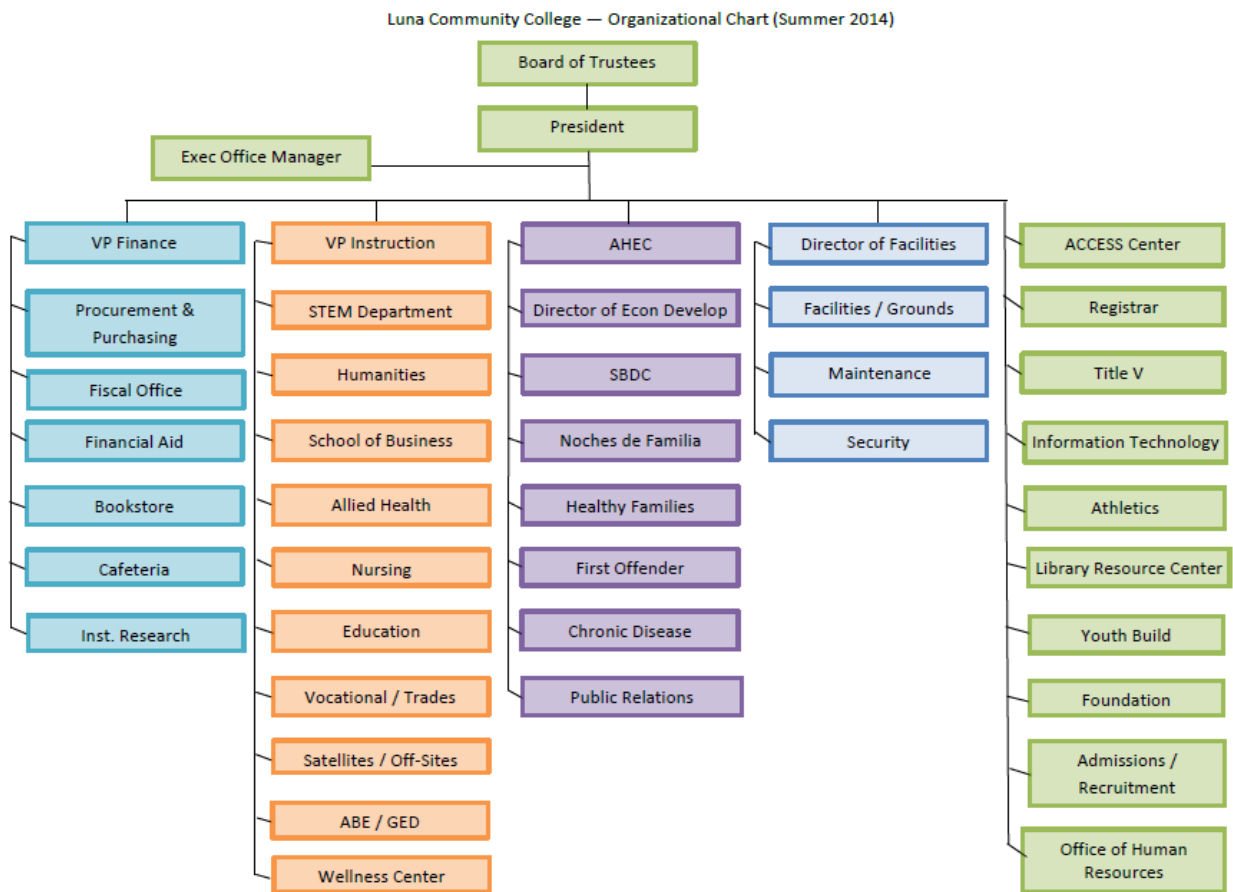 Luna Community College — Organizational Chart (Summer 2014)
Board of Trustees
President
Exec Office Manager
VP Finance
Procurement &
Purchasing
Fiscal Office
Financial Aid
Bookstore
Cafeteria
Inst. Research
VP Instruction
STEM Department
Humanities
School of Business
Allied Health
Nursing
Education
Vocational / Trades
Satellites / Off-Sites
ABE / GED
Wellness Center
AHEC
Director of Econ Develop
SBDC
Noches de Familia
Healthy Families
First Offender
Chronic Disease
Public Relations
Director of Facilities
Facilities / Grounds
Maintenance
Security
ACCESS Center
Registrar
Title V
Information Technology
Athletics
Library Resource Center
Youth Build
Foundation
Admissions /
Recruitment
Office of Human
Resources